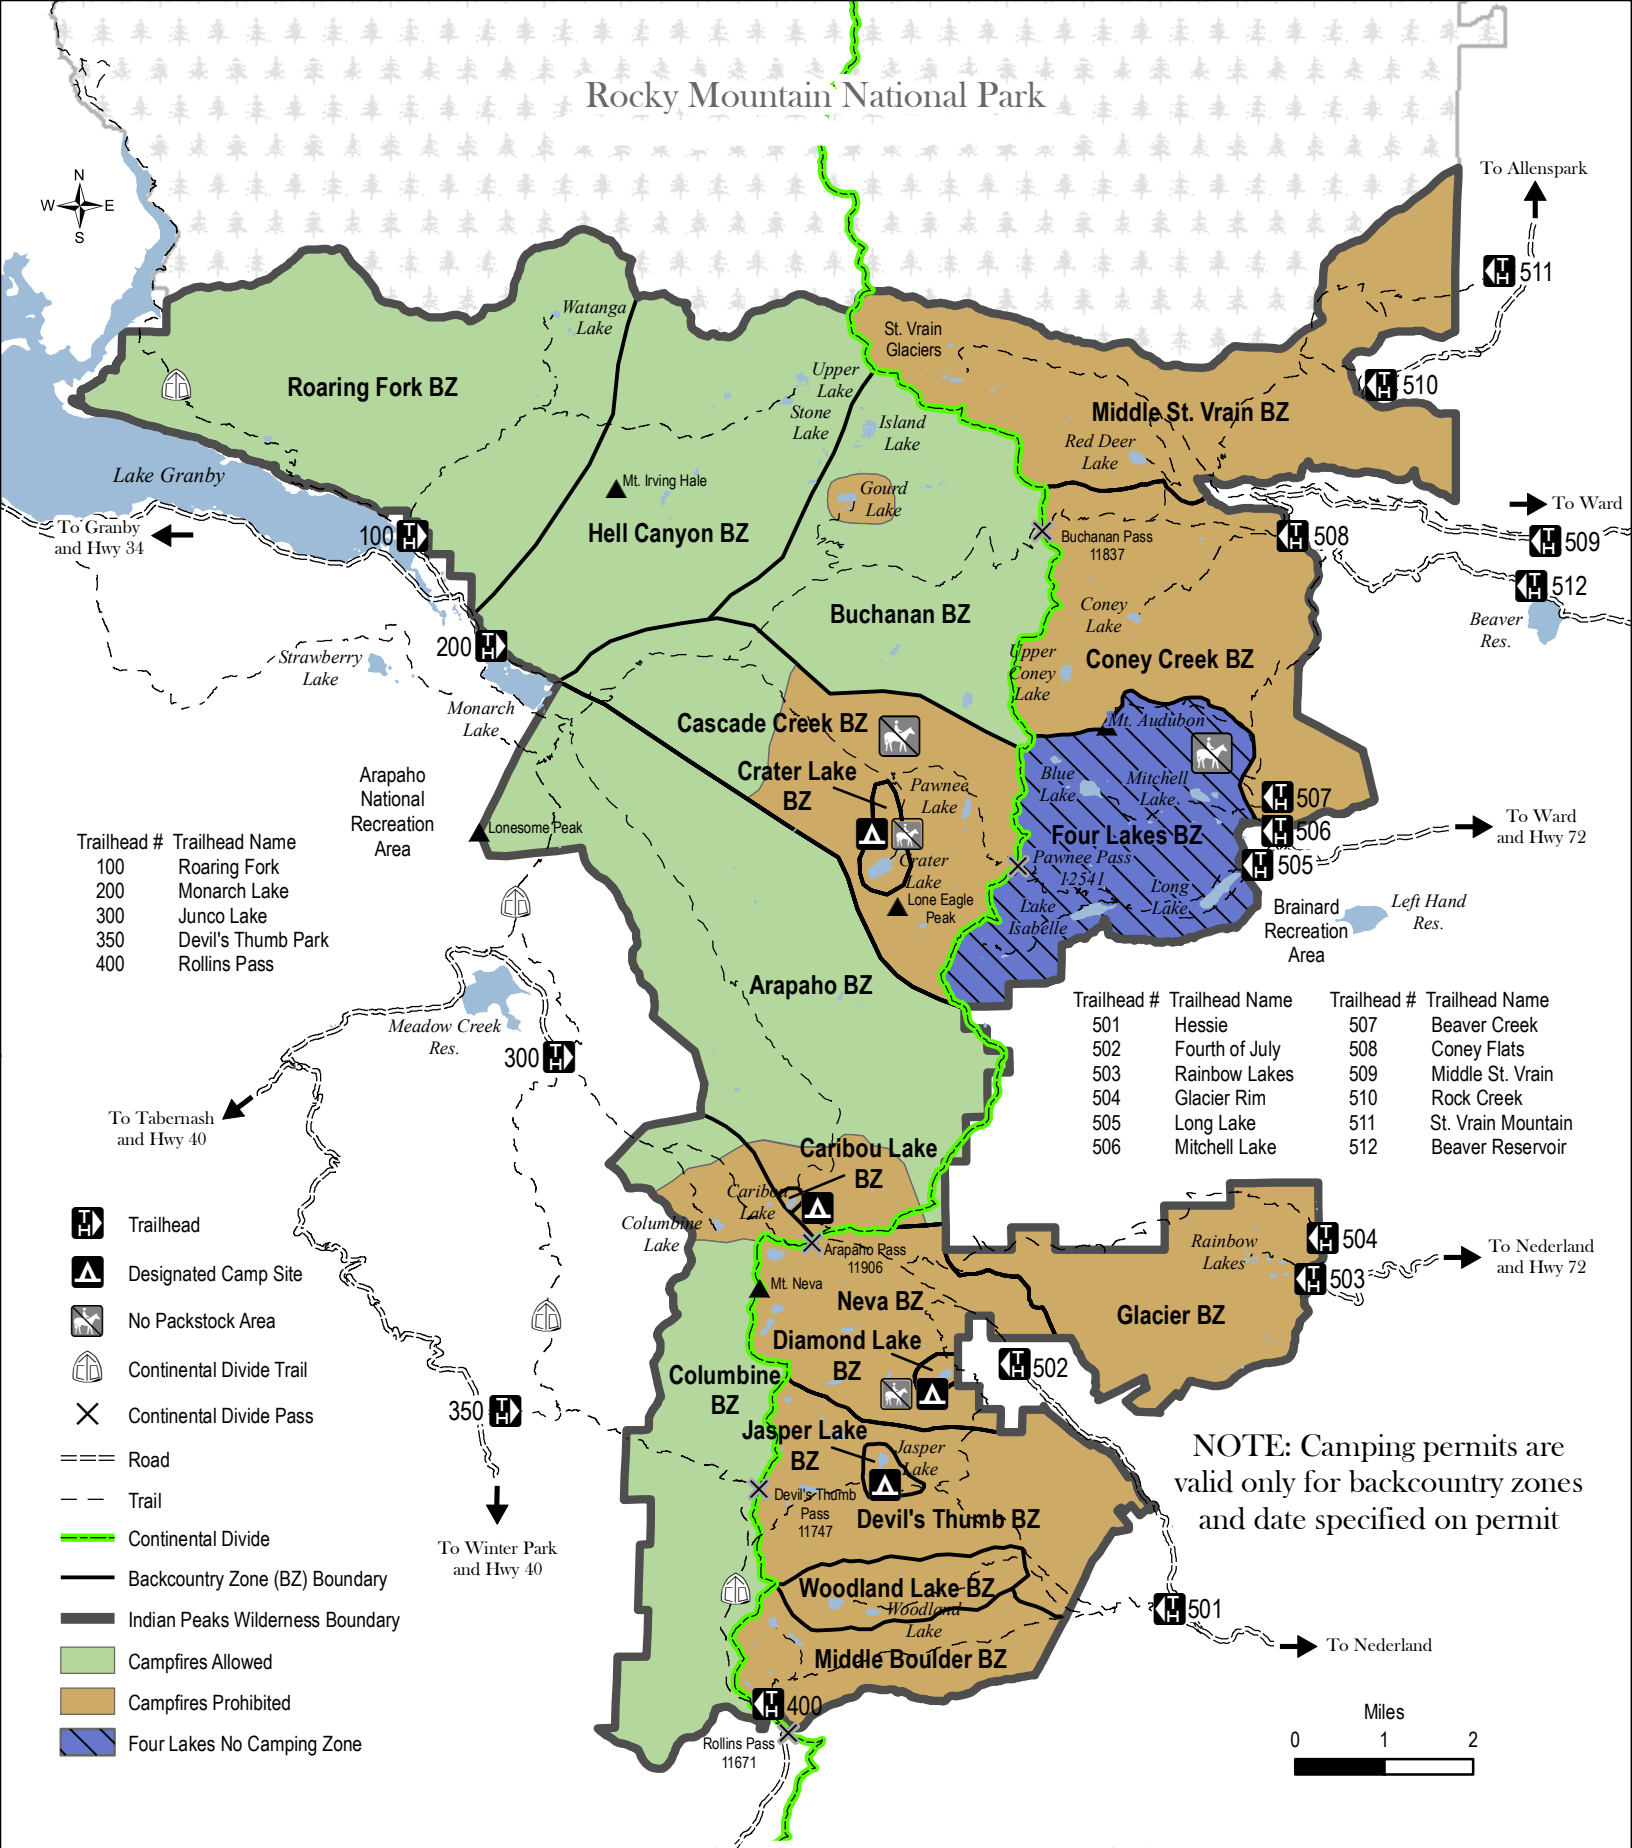 Rocky Mountain National Park
To Allenspark
N
W E
S
511
Watanga
Lake
St. Vrain
Glaciers
Roaring Fork BZ
Upper
Lake
Stone
Lake
Island
Lake
510
Middle St. Vrain BZ
Red Deer
Lake
Lake Granby
Mt. Irving Hale
Gourd
Lake
To Ward
To Granby
and Hwy 34
100
Hell Canyon BZ
Buchanan Pass
11837
508
509
512
Buchanan BZ
Coney
Lake
Beaver
Res.
200
Strawberry
Lake
Upper
Coney
Lake
Coney Creek BZ
Monarch
Lake
Cascade Creek BZ
Mt. Audubon
Crater Lake
BZ
Pawnee
Lake
Blue
Lake
Mitchell
Lake
507
Arapaho
National
Recreation
Area
Lonesome Peak
Four Lakes BZ
506
To Ward
and Hwy 72
Crater
Lake
Pawnee Pass
12541
505
Lone Eagle
Peak
Lake
Isabelle
Long
Lake
Brainard
Recreation
Area
Left Hand
Res.
Trailhead # Trailhead Name
100 Roaring Fork
200 Monarch Lake
300 Junco Lake
350 Devil's Thumb Park
400 Rollins Pass
Arapaho BZ
Meadow Creek
Res.
300
Trailhead # Trailhead Name Trailhead # Trailhead Name
501 Hessie 507 Beaver Creek
502 Fourth of July 508 Coney Flats
503 Rainbow Lakes 509 Middle St. Vrain
504 Glacier Rim 510 Rock Creek
505 Long Lake 511 St. Vrain Mountain
506 Mitchell Lake 512 Beaver Reservoir
To Tabernash
and Hwy 40
Caribou Lake
BZ
Caribou
Lake
Columbine
Lake
Arapaho Pass
11906
Rainbow
Lakes
504
503
To Nederland
and Hwy 72
Mt. Neva
Neva BZ
Glacier BZ
Diamond Lake
BZ
502
Columbine
BZ
350
Jasper Lake
BZ
Jasper
Lake
Devil's Thumb
Pass
11747
Devil's Thumb BZ
NOTE: Camping permits are
valid only for backcountry zones
and date specified on permit
To Winter Park
and Hwy 40
Woodland Lake BZ
Woodland
Lake
501
To Nederland
Middle Boulder BZ
400
Rollins Pass
11671
TH Trailhead
Designated Camp Site
No Packstock Area
Continental Divide Trail
Continental Divide Pass
Road
Trail
Continental Divide
Backcountry Zone (BZ) Boundary
Indian Peaks Wilderness Boundary
Campfires Allowed
Campfires Prohibited
Four Lakes No Camping Zone
Miles
0 1 2